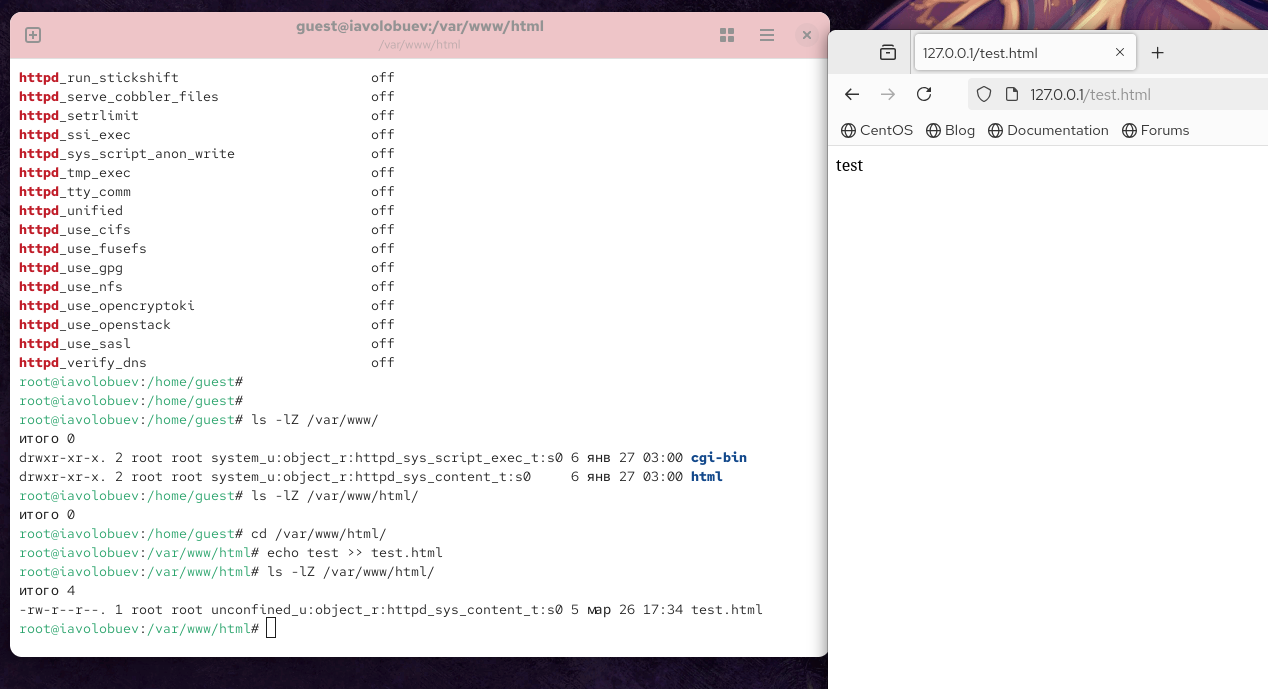 guest@iavolobuev:/var/www/html
/var/www/html
httpd_run_stickshift                        off
httpd_serve_cobbler_files                   off
httpd_setrlimit                             off
httpd_ssi_exec                              off
httpd_sys_script_anon_write                 off
httpd_tmp_exec                              off
httpd_tty_comm                              off
httpd_unified                               off
httpd_use_cifs                              off
httpd_use_fusefs                            off
httpd_use_gpg                               off
httpd_use_nfs                               off
httpd_use_opencryptoki                      off
httpd_use_openstack                         off
httpd_use_sasl                              off
httpd_verify_dns                            off
root@iavolobuev:/home/guest#
root@iavolobuev:/home/guest#
root@iavolobuev:/home/guest# ls -lZ /var/www/
итого 0
drwxr-xr-x. 2 root root system_u:object_r:httpd_sys_script_exec_t:s0 6 янв 27 03:00 cgi-bin
drwxr-xr-x. 2 root root system_u:object_r:httpd_sys_content_t:s0     6 янв 27 03:00 html
root@iavolobuev:/home/guest# ls -lZ /var/www/html/
итого 0
root@iavolobuev:/home/guest# cd /var/www/html/
root@iavolobuev:/var/www/html# echo test >> test.html
root@iavolobuev:/var/www/html# ls -lZ /var/www/html/
итого 4
-rw-r--r--. 1 root root unconfined_u:object_r:httpd_sys_content_t:s0 5 мар 26 17:34 test.html
root@iavolobuev:/var/www/html#
127.0.0.1/test.html
127.0.0.1/test.html
CentOS Blog Documentation Forums
test